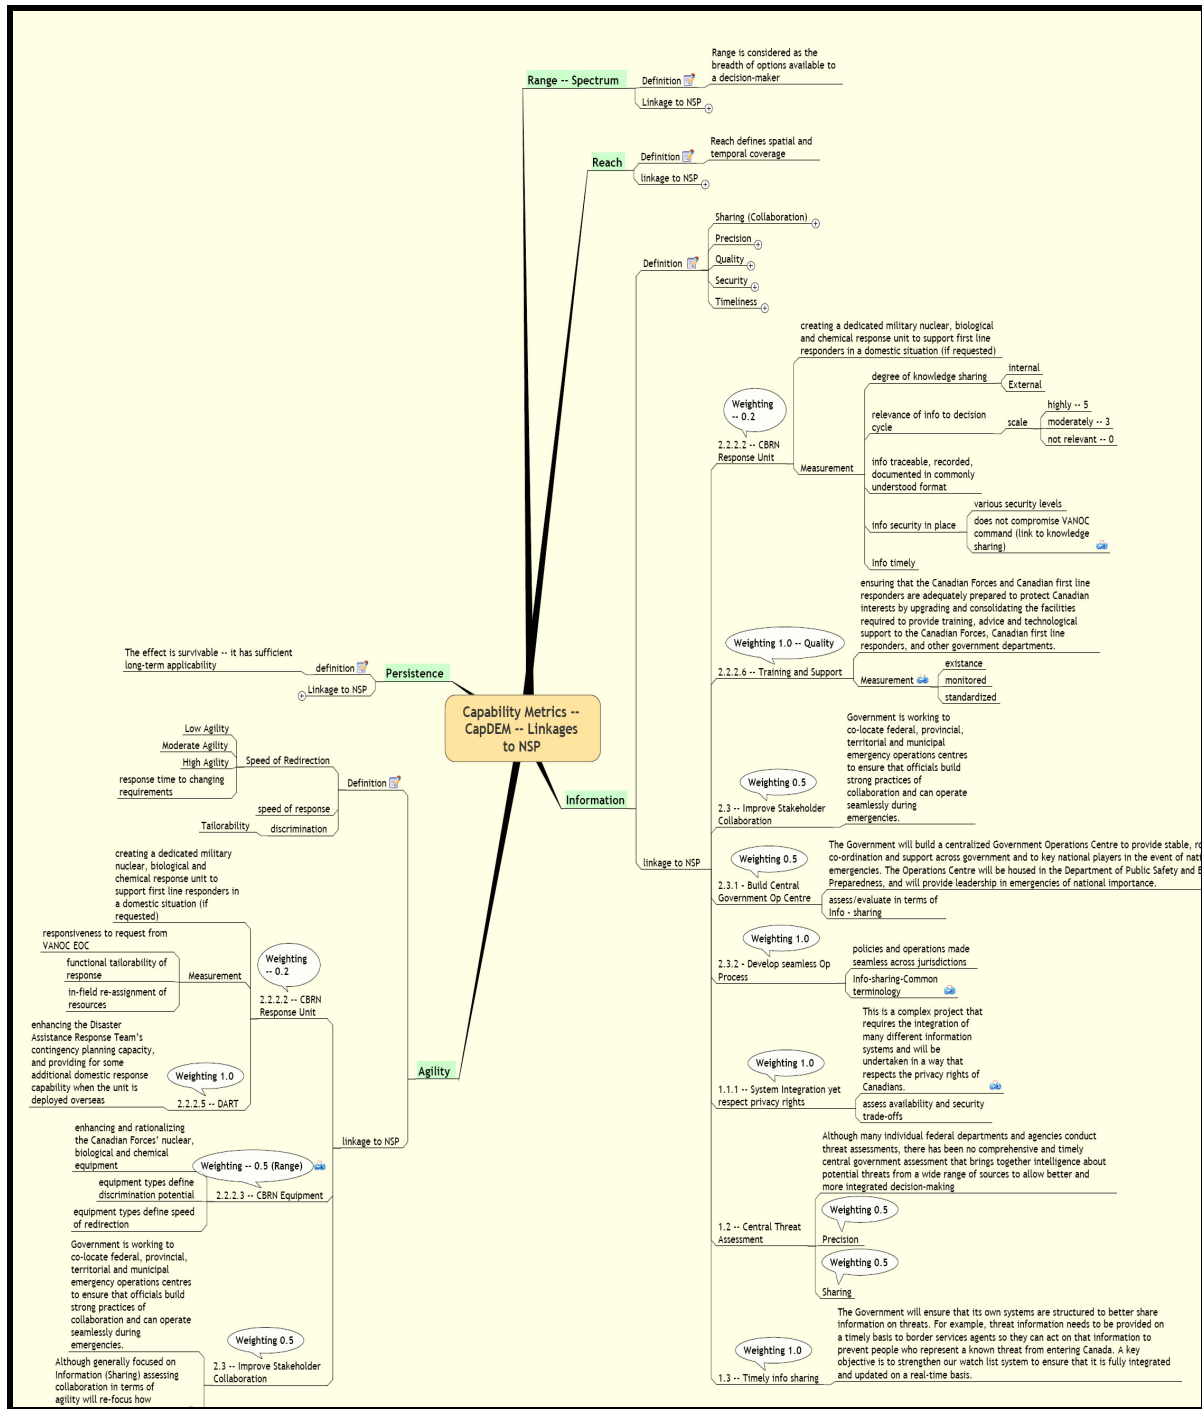 Range -- Spectrum
Definition
Range is considered as the
breadth of options available to
a decision-maker
Linkage to NSP
Reach
Definition
Reach defines spatial and
temporal coverage
linkage to NSP
Definition
Sharing (Collaboration)
Precision
Quality
Security
Timeliness
creating a dedicated military nuclear, biological
and chemical response unit to support first line
responders in a domestic situation (if requested)
Weighting
-- 0.2
2.2.2.2 -- CBRN
Response Unit
Measurement
degree of knowledge sharing
internal
External
relevance of info to decision
cycle
scale
highly -- 5
moderately -- 3
not relevant -- 0
info traceable, recorded,
documented in commonly
understood format
info security in place
various security levels
does not compromise VANOC
command (link to knowledge
sharing)
Info timely
ensuring that the Canadian Forces and Canadian first line
responders are adequately prepared to protect Canadian
interests by upgrading and consolidating the facilities
required to provide training, advice and technological
support to the Canadian Forces, Canadian first line
responders, and other government departments.
Weighting 1.0 -- Quality
2.2.2.6 -- Training and Support
Measurement
existance
monitored
standardized
The effect is survivable -- it has sufficient
long-term applicability
definition
Linkage to NSP
Persistence
Capability Metrics --
CapDEM -- Linkages
to NSP
Information
linkage to NSP
Government is working to
co-locate federal, provincial,
territorial and municipal
emergency operations centres
to ensure that officials build
strong practices of
collaboration and can operate
seamlessly during
emergencies.
Weighting 0.5
2.3 -- Improve Stakeholder
Collaboration
The Government will build a centralized Government Operations Centre to provide stable,
co-ordination and support across government and to key national players in the event of
emergencies. The Operations Centre will be housed in the Department of Public Safety and
Preparedness, and will provide leadership in emergencies of national importance.
Weighting 0.5
2.3.1 - Build Central
Government Op Centre
assess/evaluate in terms of
Info - sharing
Weighting 1.0
2.3.2 - Develop seamless Op
Process
policies and operations made
seamless across jurisdictions
Info-sharing-Common
terminology
This is a complex project that
requires the integration of
many different information
systems and will be
undertaken in a way that
respects the privacy rights of
Canadians.
Weighting 1.0
1.1.1 -- System Integration yet
respect privacy rights
assess availability and security
trade-offs
Although many individual federal departments and agencies conduct
threat assessments, there has been no comprehensive and timely
central government assessment that brings together intelligence about
potential threats from a wide range of sources to allow better and
more integrated decision-making
1.2 -- Central Threat
Assessment
Weighting 0.5
Precision
Weighting 0.5
Sharing
The Government will ensure that its own systems are structured to better share
information on threats. For example, threat information needs to be provided on
a timely basis to border services agents so they can act on that information to
prevent people who represent a known threat from entering Canada. A key
objective is to strengthen our watch list system to ensure that it is fully integrated
and updated on a real-time basis.
Weighting 1.0
1.3 -- Timely info sharing
Low Agility
Moderate Agility
High Agility
response time to changing
requirements
Speed of Redirection
speed of response
Tailorability
discrimination
Definition
Agility
linkage to NSP
creating a dedicated military
nuclear, biological and
chemical response unit to
support first line responders in
a domestic situation (if
requested)
responsiveness to request from
VANOC EOC
functional tailorability of
response
in-field re-assignment of
resources
Measurement
Weighting
-- 0.2
2.2.2.2 -- CBRN
Response Unit
enhancing the Disaster
Assistance Response Team's
contingency planning capacity,
and providing for some
additional domestic response
capability when the unit is
deployed overseas
Weighting 1.0
2.2.2.5 -- DART
enhancing and rationalizing
the Canadian Forces' nuclear,
biological and chemical
equipment
equipment types define
discrimination potential
equipment types define speed
of redirection
Weighting -- 0.5 (Range)
2.2.2.3 -- CBRN Equipment
Government is working to
co-locate federal, provincial,
territorial and municipal
emergency operations centres
to ensure that officials build
strong practices of
collaboration and can operate
seamlessly during
emergencies.
Weighting 0.5
2.3 -- Improve Stakeholder
Collaboration
Although generally focused on
Information (Sharing) assessing
collaboration in terms of
agility will re-focus how